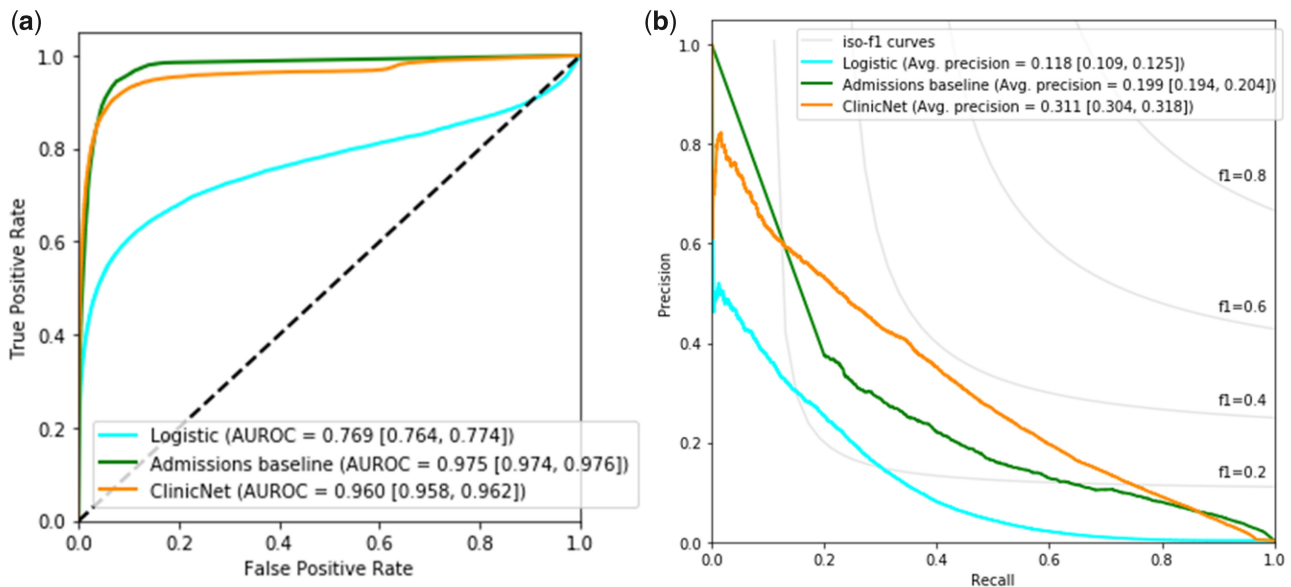 (a)
1.0
0.8
0.6
0.4
0.2
0.0
True Positive Rate
Logistic (AUROC = 0.769 [0.764, 0.774])
Admissions baseline (AUROC = 0.975 [0.974, 0.976])
ClinicNet (AUROC = 0.960 [0.958, 0.962])
0.0 0.2 0.4 0.6 0.8 1.0
False Positive Rate
(b)
iso-f1 curves
Logistic (Avg. precision = 0.118 [0.109, 0.125])
Admissions baseline (Avg. precision = 0.199 [0.194, 0.204])
ClinicNet (Avg. precision = 0.311 [0.304, 0.318])
1.0
0.8
0.6
0.4
0.2
0.0
Precision
f1=0.8
f1=0.6
f1=0.4
f1=0.2
0.0 0.2 0.4 0.6 0.8 1.0
Recall